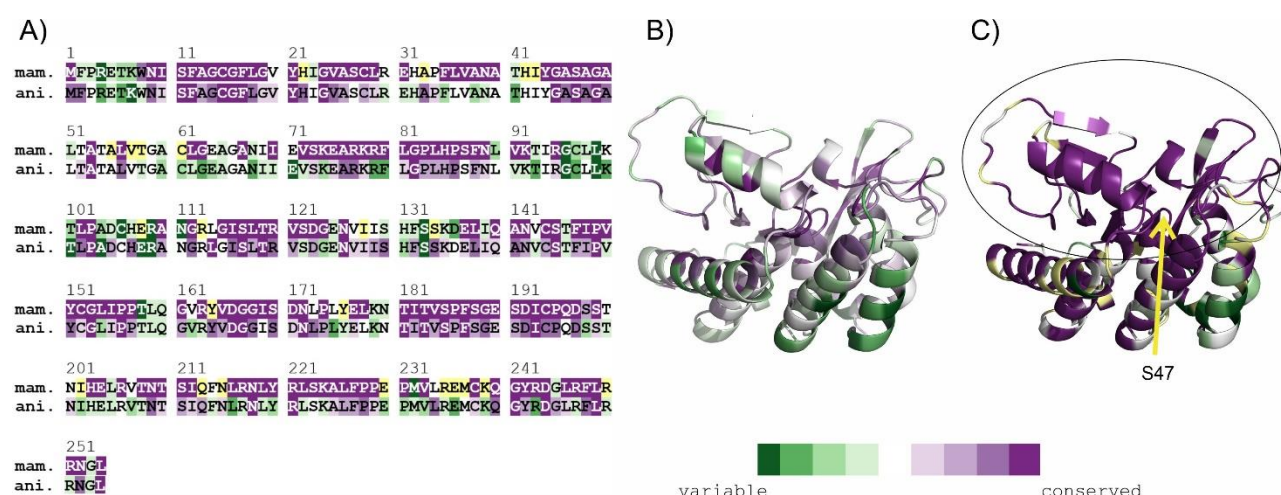 A)
B)
C)
1 11 21 31 41
mam. MFPRETKWNI SFAGCGFLGV YHIGVASCLR EHAPFLVANA THIYGASAGA
ani. MFPRETKWNI SFAGCGFLGV YHIGVASCLR EHAPFLVANA THIYGASAGA
51 61 71 81 91
mam. LTATALVTGA CLGEAGANII EVSKEARKRF LGPLHPSFNL VKTIRGCLLK
ani. LTATALVTGA CLGEAGANII EVSKEARKRF LGPLHPSFNL VKTIRGCLLK
101 111 121 131 141
mam. TLPADCHERA NGRLGISLTR VSDGENVIIS HFSSKDELIQ ANVCSTFIPV
ani. TLPADCHERA NGRLGISLTR VSDGENVIIS HFSSKDELIQ ANVCSTFIPV
151 161 171 181 191
mam. YCGLIPPTLQ GVRYVDGGIS DNLPLYELKN TITVSPFSGE SDICPQDSST
ani. YCGLIPPTLQ GVRYVDGGIS DNLPLYELKN TITVSPFSGE SDICPQDSST
201 211 221 231 241
mam. NIHELRVTNT SIQFNLRNLY RLSKALFPPE PMVLREMCKQ GYRDGLRFLR
ani. NIHELRVTNT SIQFNLRNLY RLSKALFPPE PMVLREMCKQ GYRDGLRFLR
251
mam. RNGL
ani. RNGL
S47
variable conserved